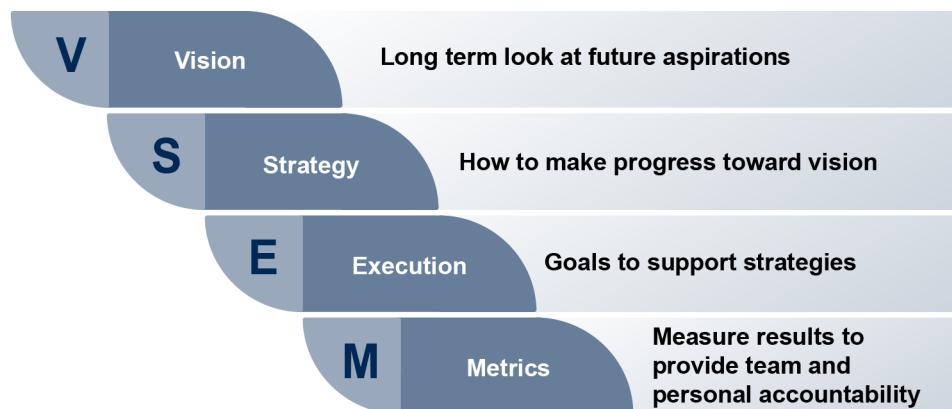 V Vision Long term look at future aspirations
S Strategy How to make progress toward vision
E Execution Goals to support strategies
M Metrics Measure results to
provide team and
personal accountability